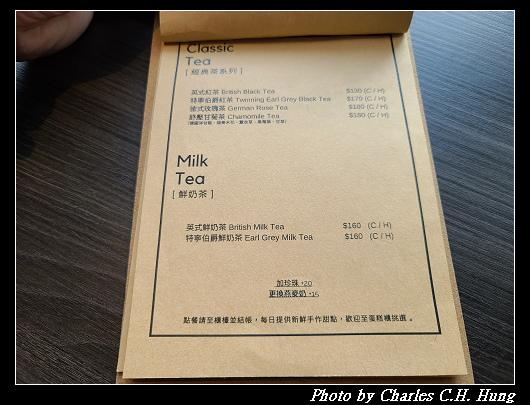 Classic
Tea
[ 經典茶系列 ]
英式紅茶 British Black Tea $130 (C / H)
特寧伯爵紅茶 Twinning Earl Grey Black Tea $170 (C / H)
德式玫瑰茶 German Rose Tea $180 (C / H)
舒壓甘菊茶 Chamomile Tea $180 (C / H)
Milk
Tea
[ 鮮奶茶 ]
英式鮮奶茶 British Milk Tea $160 (C / H)
特寧伯爵鮮奶茶 Earl Grey Milk Tea $160 (C / H)
加珍珠 +20
更換燕麥奶 +15
點餐請至櫃檯並結帳，每日提供新鮮手作甜點，歡迎至蛋糕櫃挑選。
Photo by Charles C.H. Hung